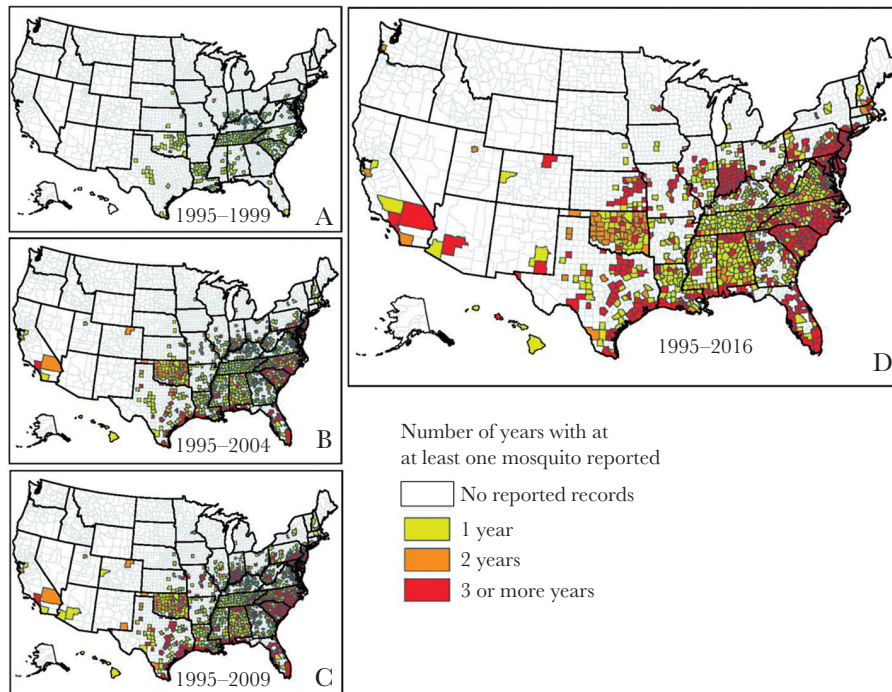 1995–1999
A
1995–2004
B
1995–2009
C
1995–2016
D
Number of years with at
at least one mosquito reported
No reported records
1 year
2 years
3 or more years